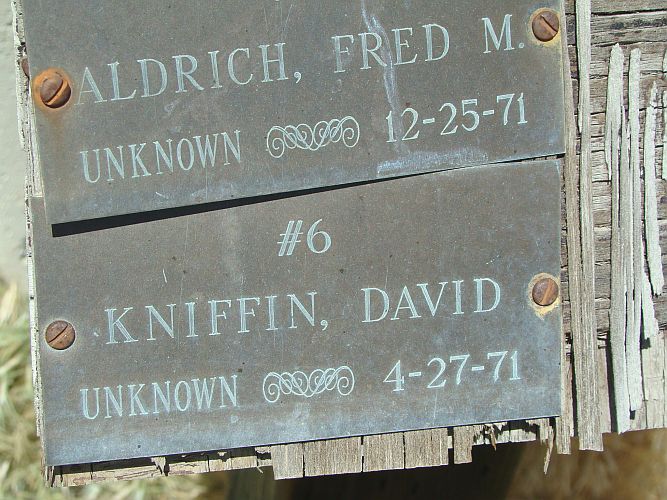 ALDRICH, FRED M.
UNKNOWN 12-25-71
#6
KNIFFIN, DAVID
UNKNOWN 4-27-71